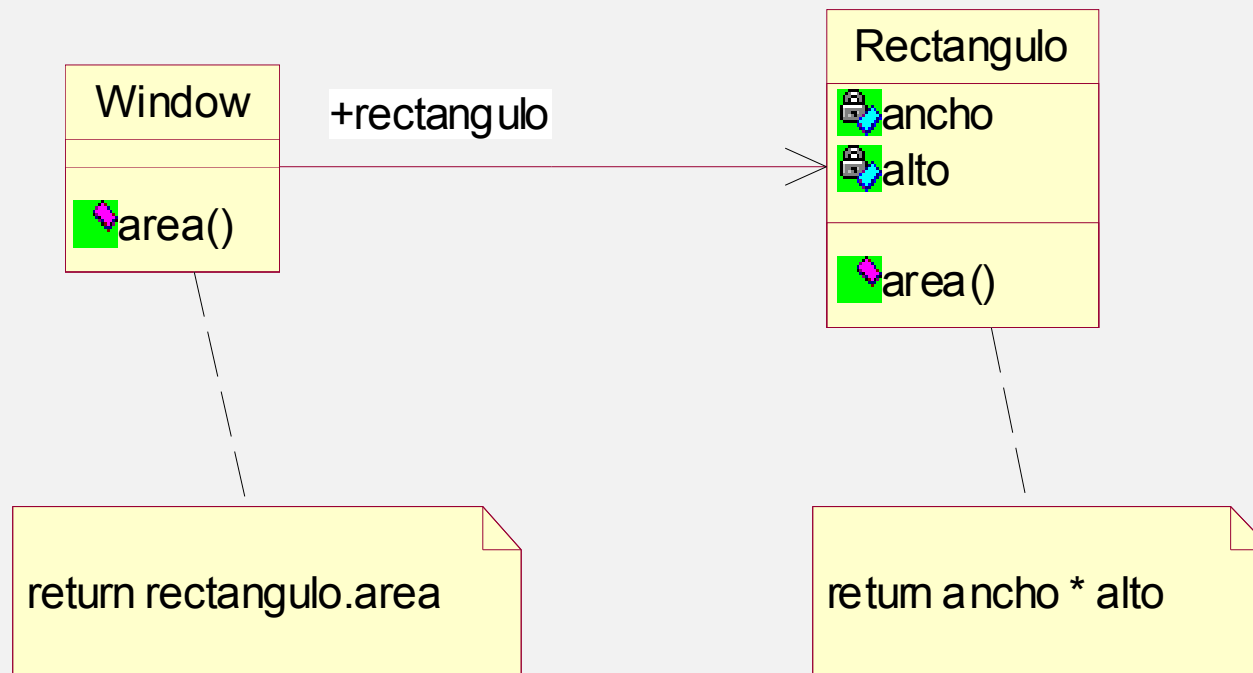 Window
area()
+rectangulo
Rectangulo
ancho
alto
area()
return rectangulo.area
return ancho * alto